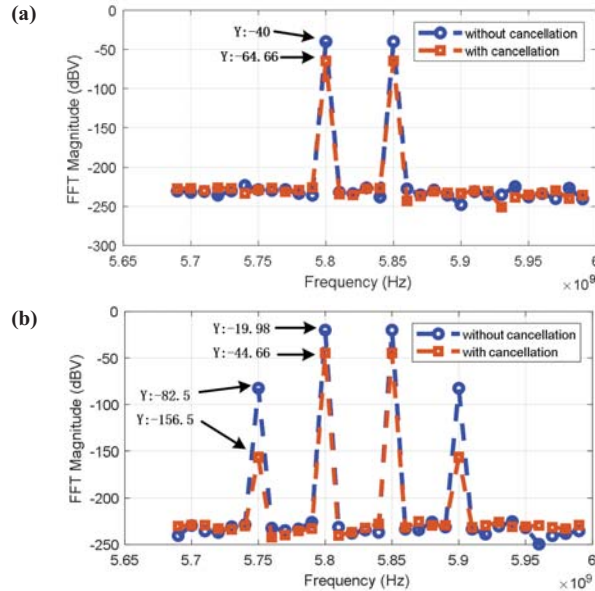 (a)
0
-50
-100
-150
-200
-250
-300
FFT Magnitude (dBV)
Y:-40
Y:-64.66
without cancellation
with cancellation
5.65 5.7 5.75 5.8 5.85 5.9 5.95 6
Frequency (Hz)
×10⁹
(b)
0
-50
-100
-150
-200
-250
FFT Magnitude (dBV)
Y:-19.98
Y:-44.66
Y:-82.5
Y:-156.5
without cancellation
with cancellation
5.65 5.7 5.75 5.8 5.85 5.9 5.95 6
Frequency (Hz)
×10⁹